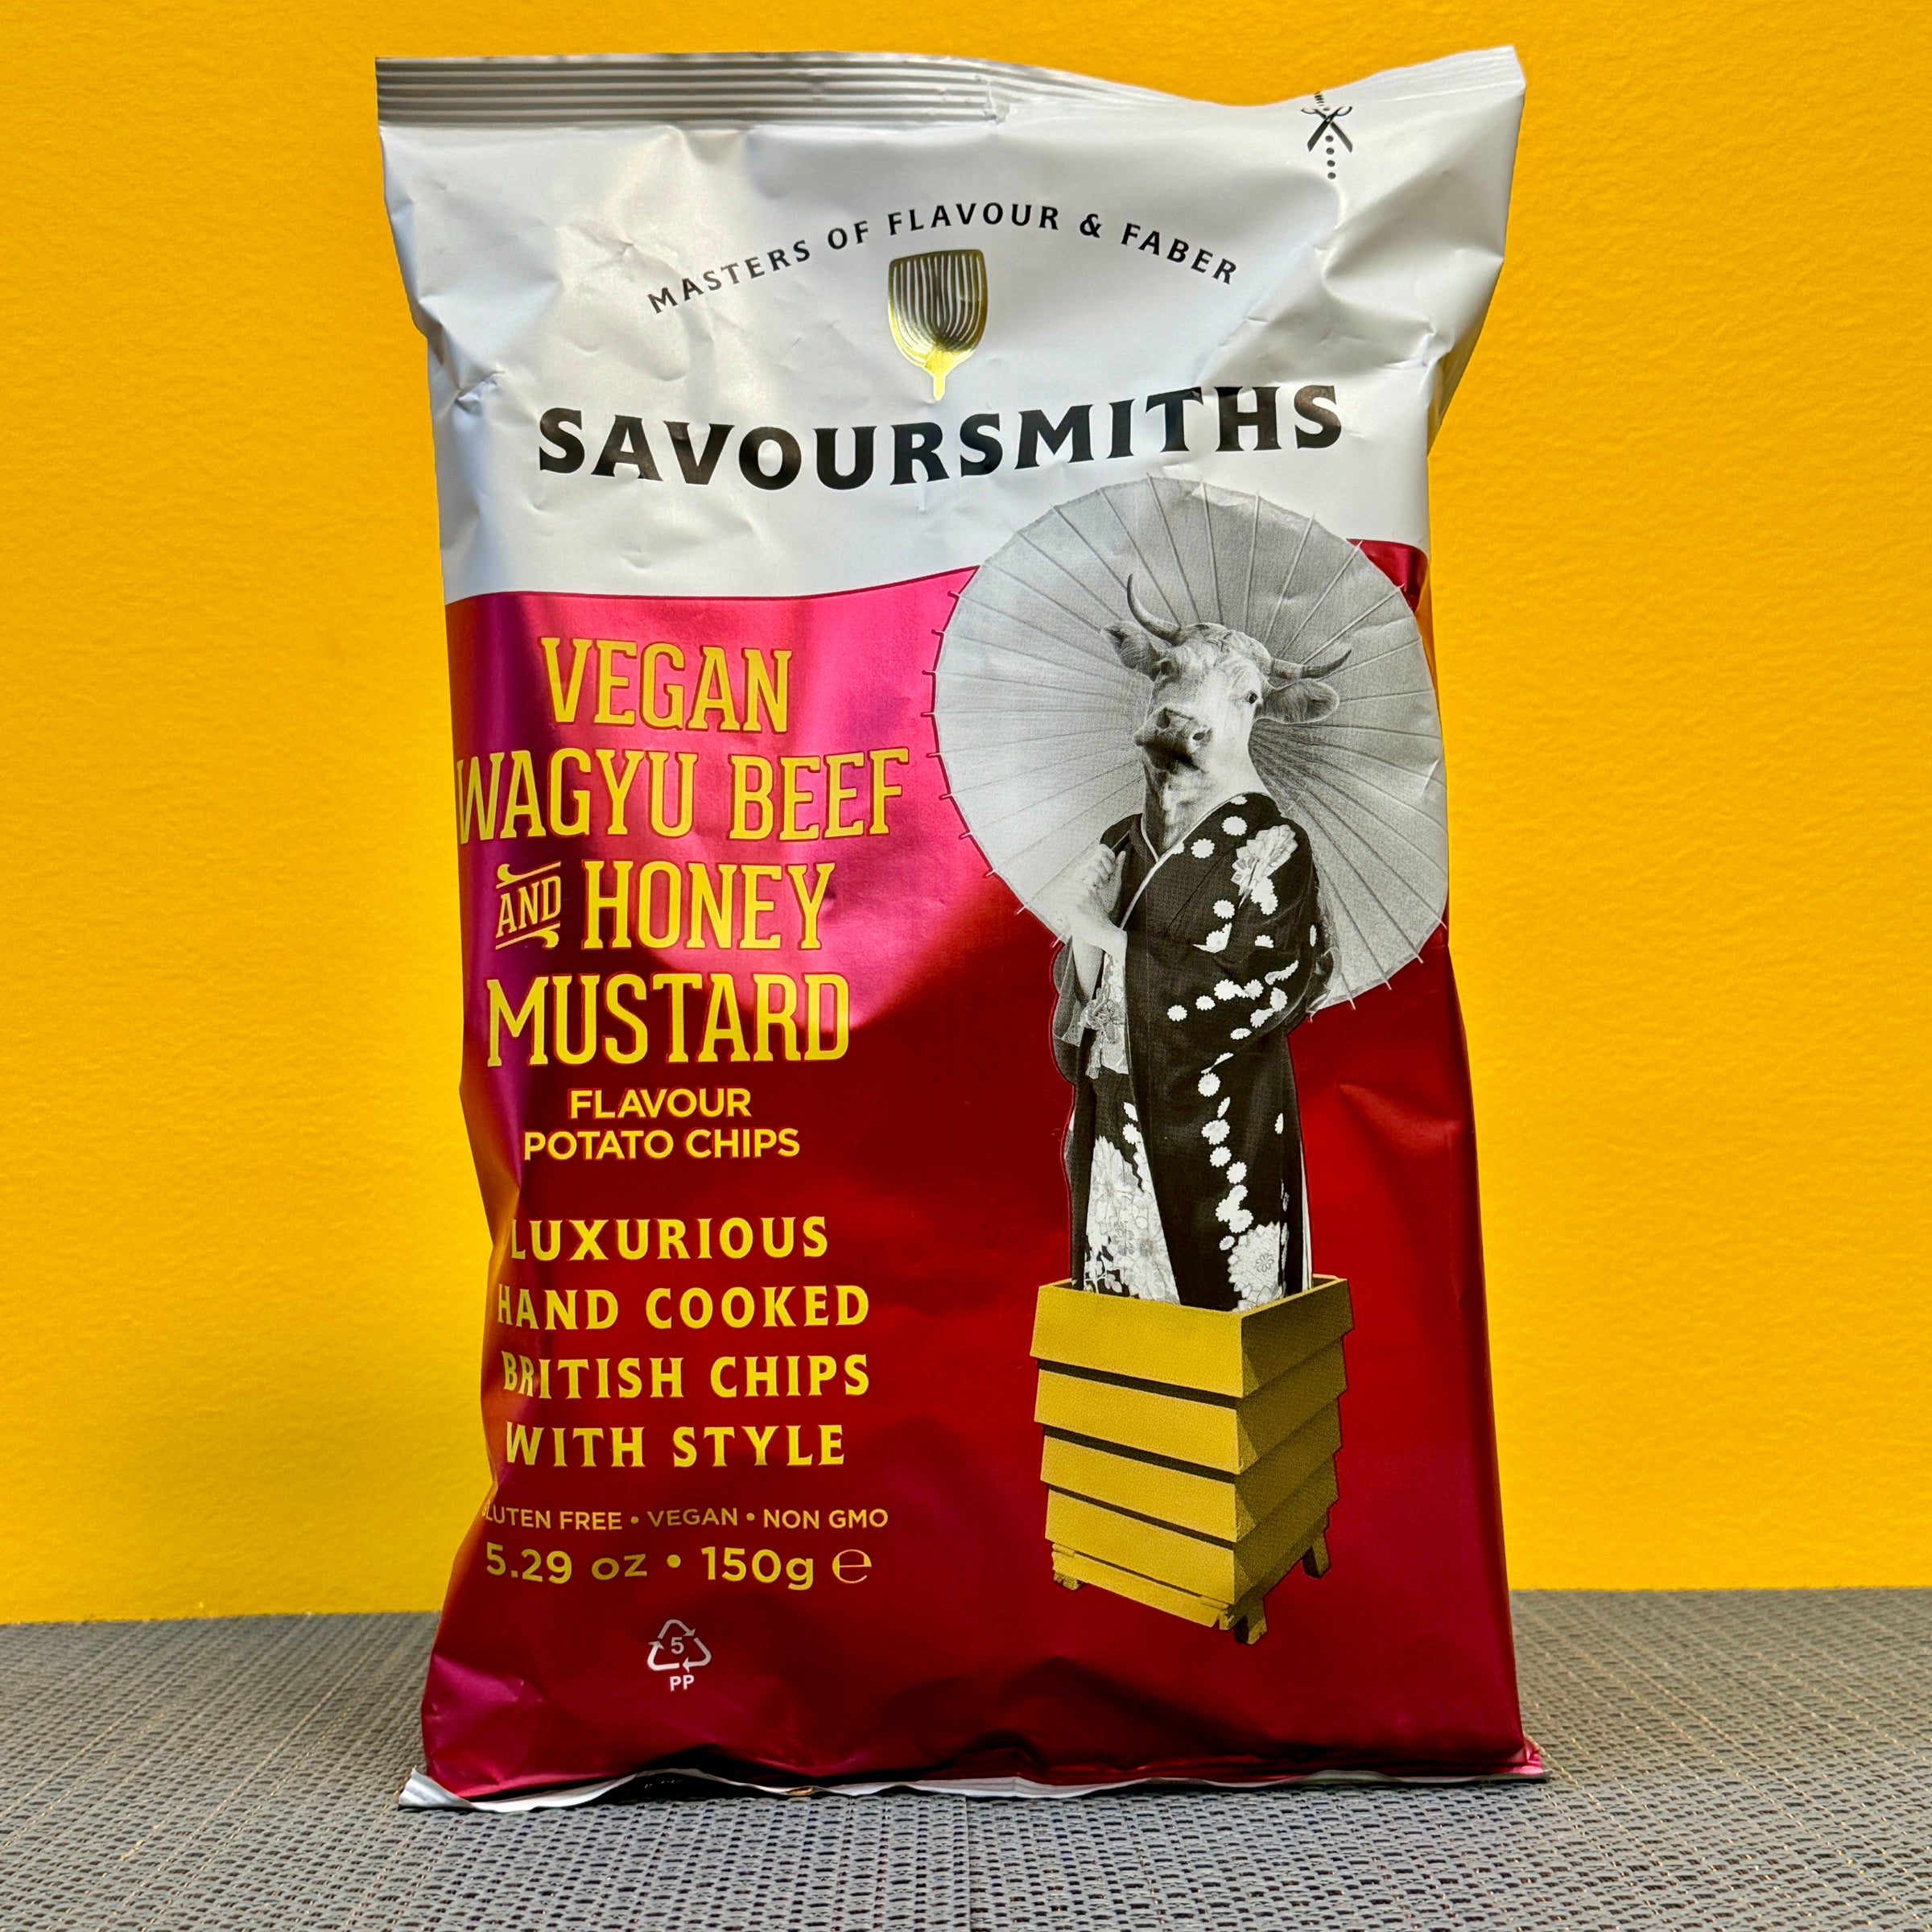 MASTERS OF FLAVOUR & FABER
SAVOURSMITHS
VEGAN
WAGYU BEEF
AND HONEY
MUSTARD
FLAVOUR
POTATO CHIPS
LUXURIOUS
HAND COOKED
BRITISH CHIPS
WITH STYLE
GLUTEN FREE • VEGAN • NON GMO
5.29 oz • 150g ℮
5
PP